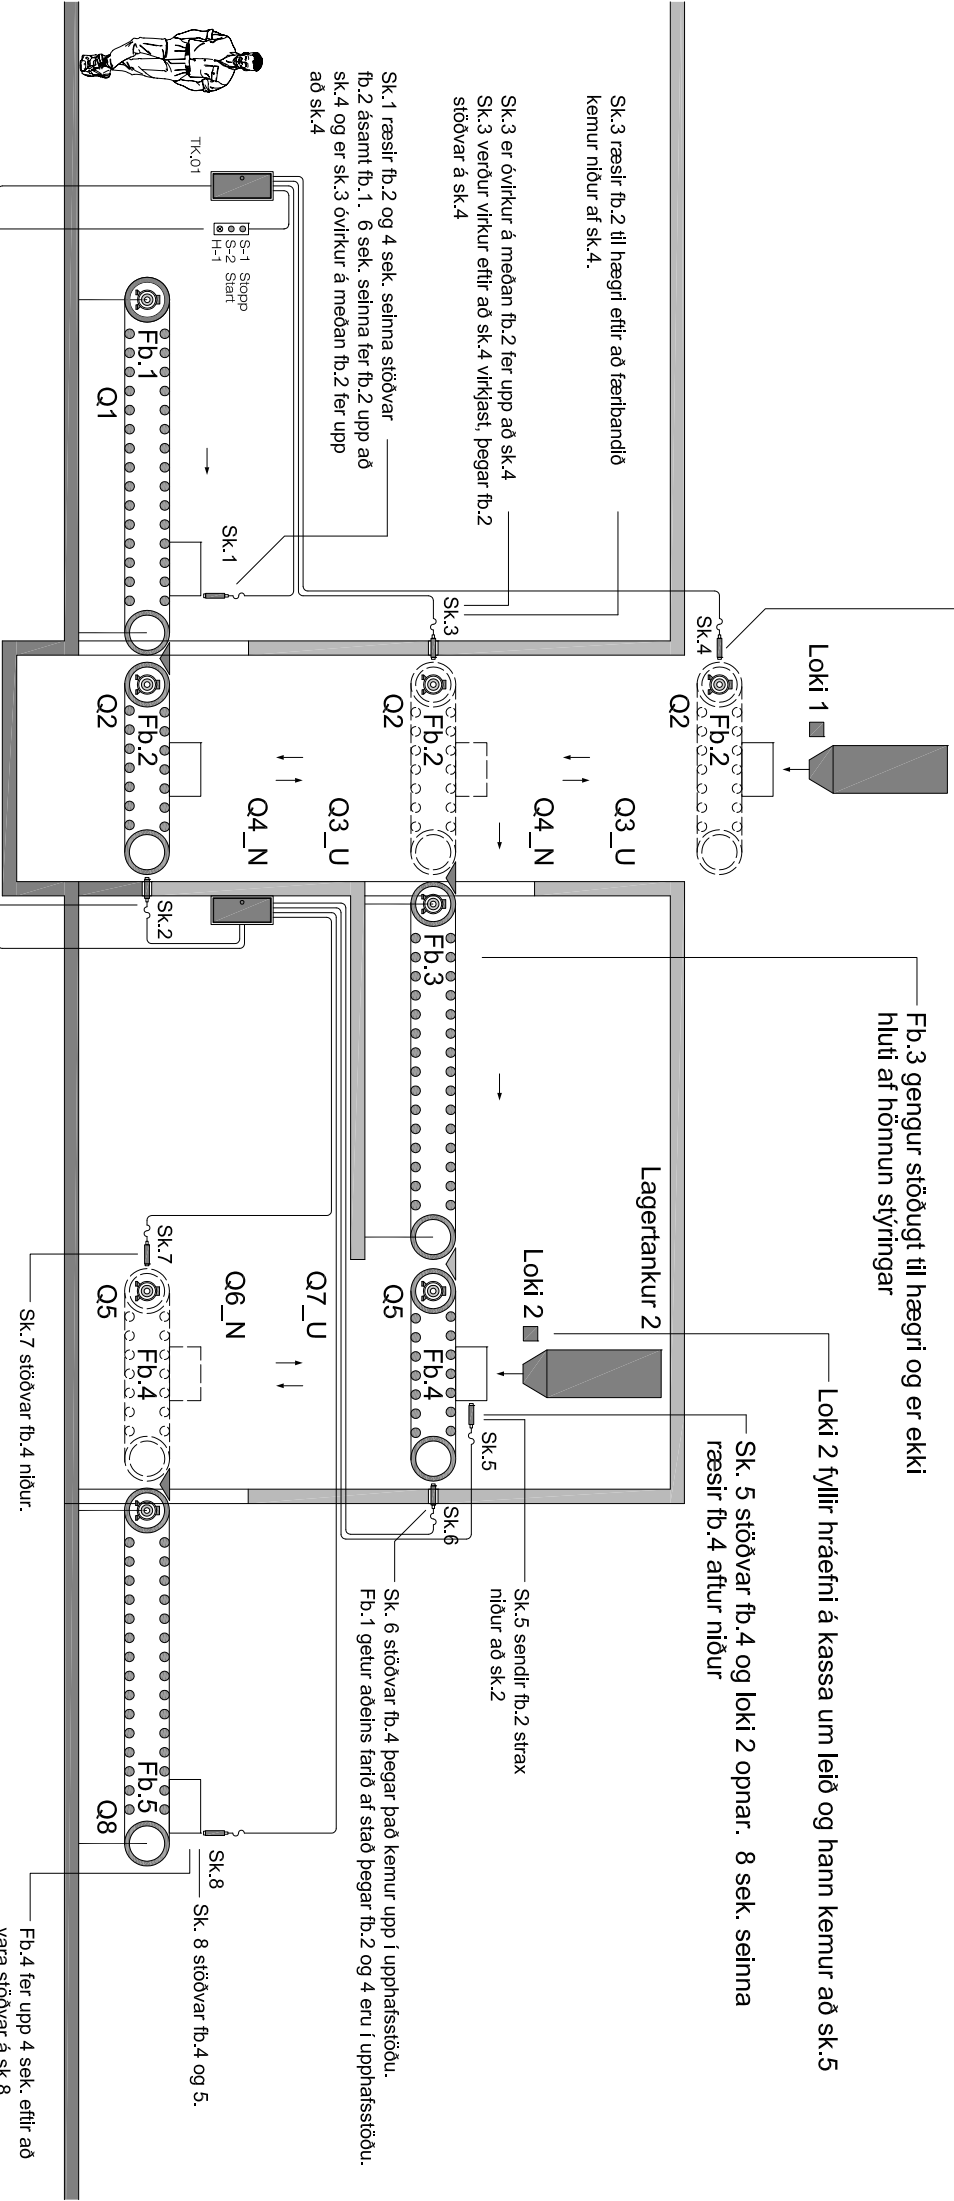 Sk.3 ræsir fb.2 til hægri eftir að færibandið
kemur niður af sk.4.
Sk.3 er óvirkur á meðan fb.2 fer upp að sk.4
Sk.3 verður virkur eftir að sk.4 virkjast, þegar fb.2
stöðvar á sk.4
Sk.1 ræsir fb.2 og 4 sek. seinna stöðvar
fb.2 ásamt fb.1. 6 sek. seinna fer fb.2 upp að
sk.4 og er sk.3 óvirkur á meðan fb.2 fer upp
að sk.4
TK.01
S-1 Stopp
S-2 Start
H-1
Fb.1
Q1
Sk.1
Sk.3
Sk.4
Loki 1
Fb.2
Q2
Q3_U
Q4_N
Fb.2
Q2
Q3_U
Q4_N
Fb.2
Q2
Sk.2
Fb.3
Fb.3 gengur stöðugt til hægri og er ekki
hluti af hönnun stýringar
Lagertankur 2
Loki 2
Loki 2 fyllir hráefni á kassa um leið og hann kemur að sk.5
Sk. 5 stöðvar fb.4 og loki 2 opnar. 8 sek. seinna
ræsir fb.4 aftur niður
Fb.4
Q5
Sk.5
Sk.6
Sk.5 sendir fb.2 strax
niður að sk.2
Sk. 6 stöðvar fb.4 þegar það kemur upp í upphafsstöðu.
Fb.1 getur aðeins farið af stað þegar fb.2 og 4 eru í upphafsstöðu.
Q7_U
Q6_N
Sk.7
Fb.4
Q5
Sk.7 stöðvar fb.4 niður.
Fb.5
Q8
Sk.8
Sk. 8 stöðvar fb.4 og 5.
Fb.4 fer upp 4 sek. eftir að
vara stöðvar á sk.8